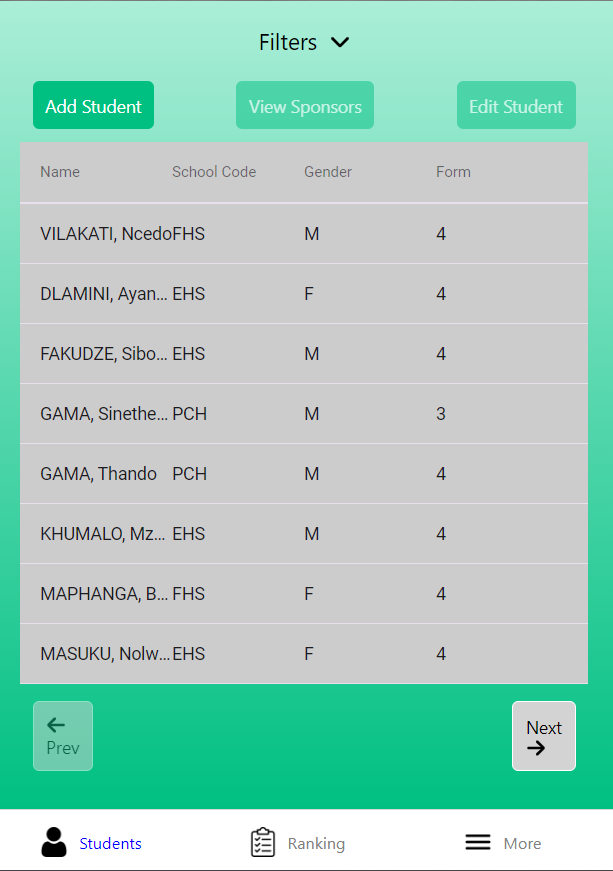 Filters
Add Student View Sponsors Edit Student
Name School Code Gender Form
VILAKATI, Ncedo FHS M 4
DLAMINI, Ayan... EHS F 4
FAKUDZE, Sibo... EHS M 4
GAMA, Sinethe... PCH M 3
GAMA, Thando PCH M 4
KHUMALO, Mz... EHS M 4
MAPHANGA, B... FHS F 4
MASUKU, Nolw... EHS F 4
Prev Next
Students Ranking More